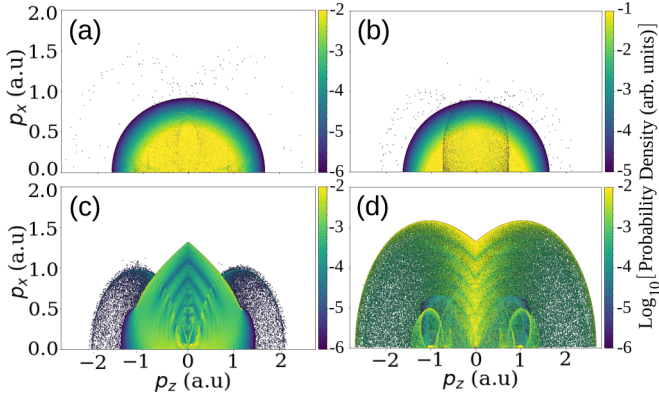 (a)
(b)
2.0
1.5
1.0
0.5
0.0
p_x (a.u)
-2
-3
-4
-5
-6
-1
-2
-3
-4
-5
-6
(c)
(d)
2.0
1.5
1.0
0.5
0.0
p_x (a.u)
-2
-3
-4
-5
-6
-1
-2
-3
-4
-5
-6
Log₁₀[Probability Density (arb. units)]
−2 −1 0 1 2
−2 −1 0 1 2
p_z (a.u)
p_z (a.u)